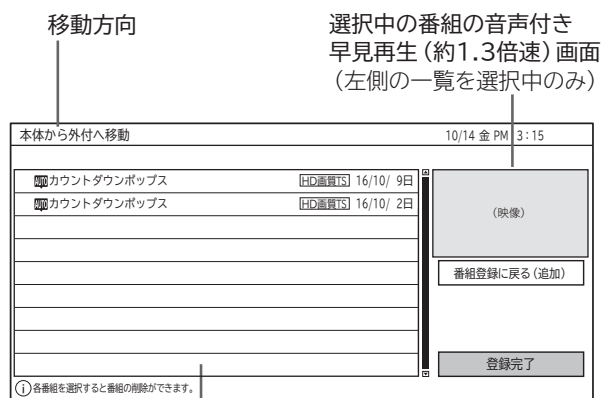 移動方向
選択中の番組の音声付き
早見再生（約1.3倍速）画面
（左側の一覧を選択中のみ）
本体から外付へ移動 10/14 金 PM 3:15
カウントダウンポップス HD画質TS 16/10/ 9日
カウントダウンポップス HD画質TS 16/10/ 2日
（映像）
番組登録に戻る（追加）
登録完了
i 各番組を選択すると番組の削除ができます。